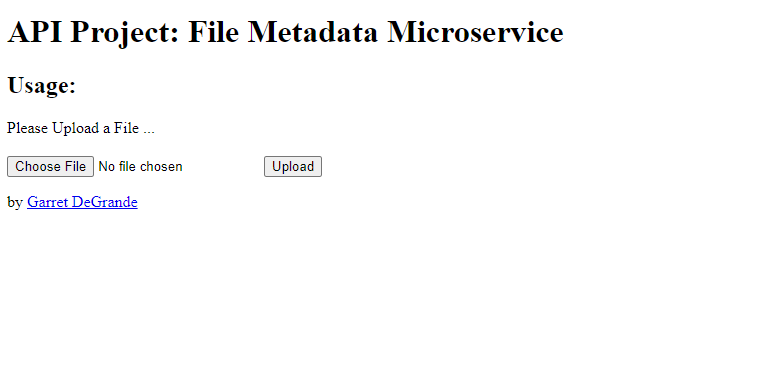 API Project: File Metadata Microservice
Usage:
Please Upload a File ...
Choose File No file chosen Upload
by Garret DeGrande